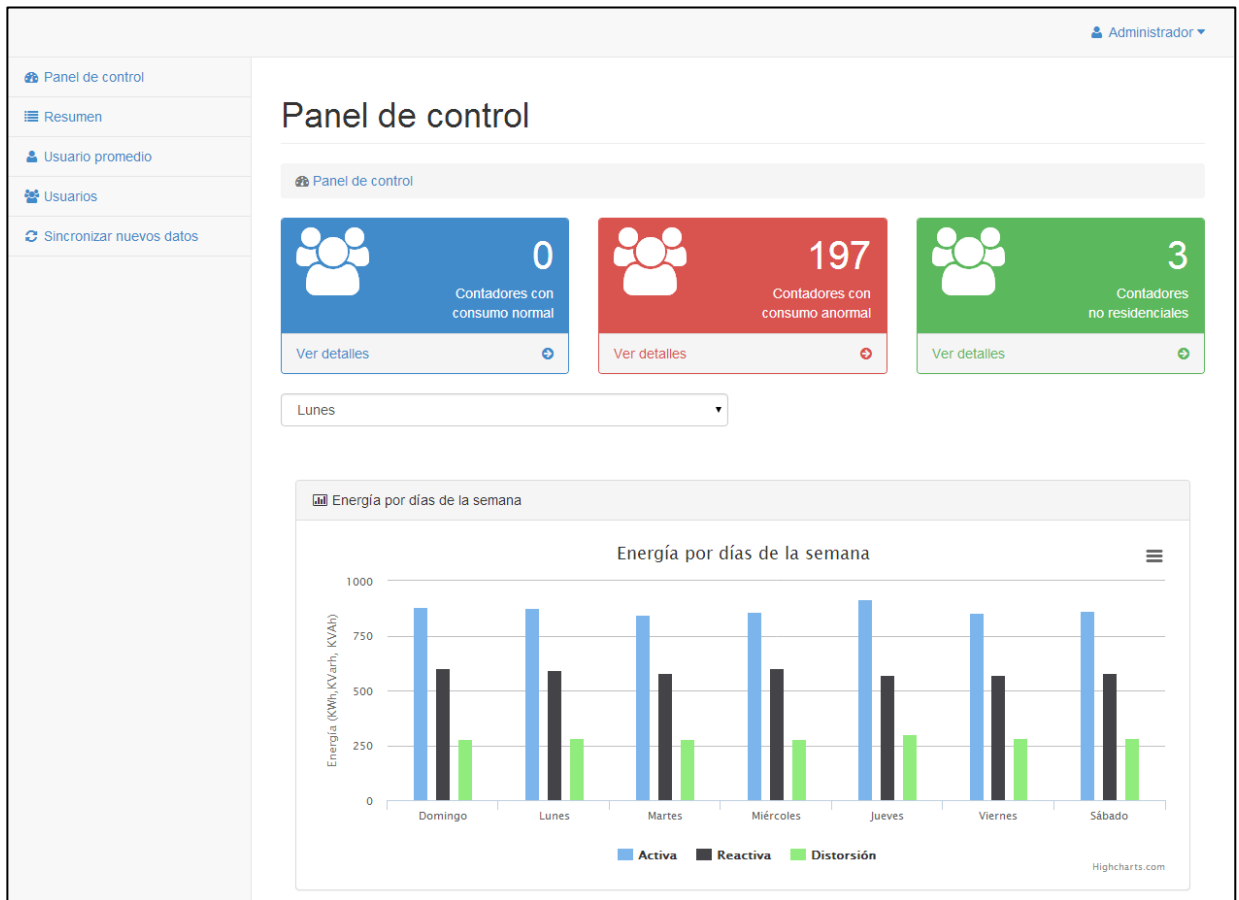 Administrador
Panel de control
Resumen
Usuario promedio
Usuarios
Sincronizar nuevos datos
Panel de control
Panel de control
0
Contadores con
consumo normal
Ver detalles
197
Contadores con
consumo anormal
Ver detalles
3
Contadores
no residenciales
Ver detalles
Lunes
Energía por días de la semana
Energía por días de la semana
Energía (KWh,KVarh, KVAh)
1000
750
500
250
0
Domingo Lunes Martes Miércoles Jueves Viernes Sábado
Activa Reactiva Distorsión
Highcharts.com